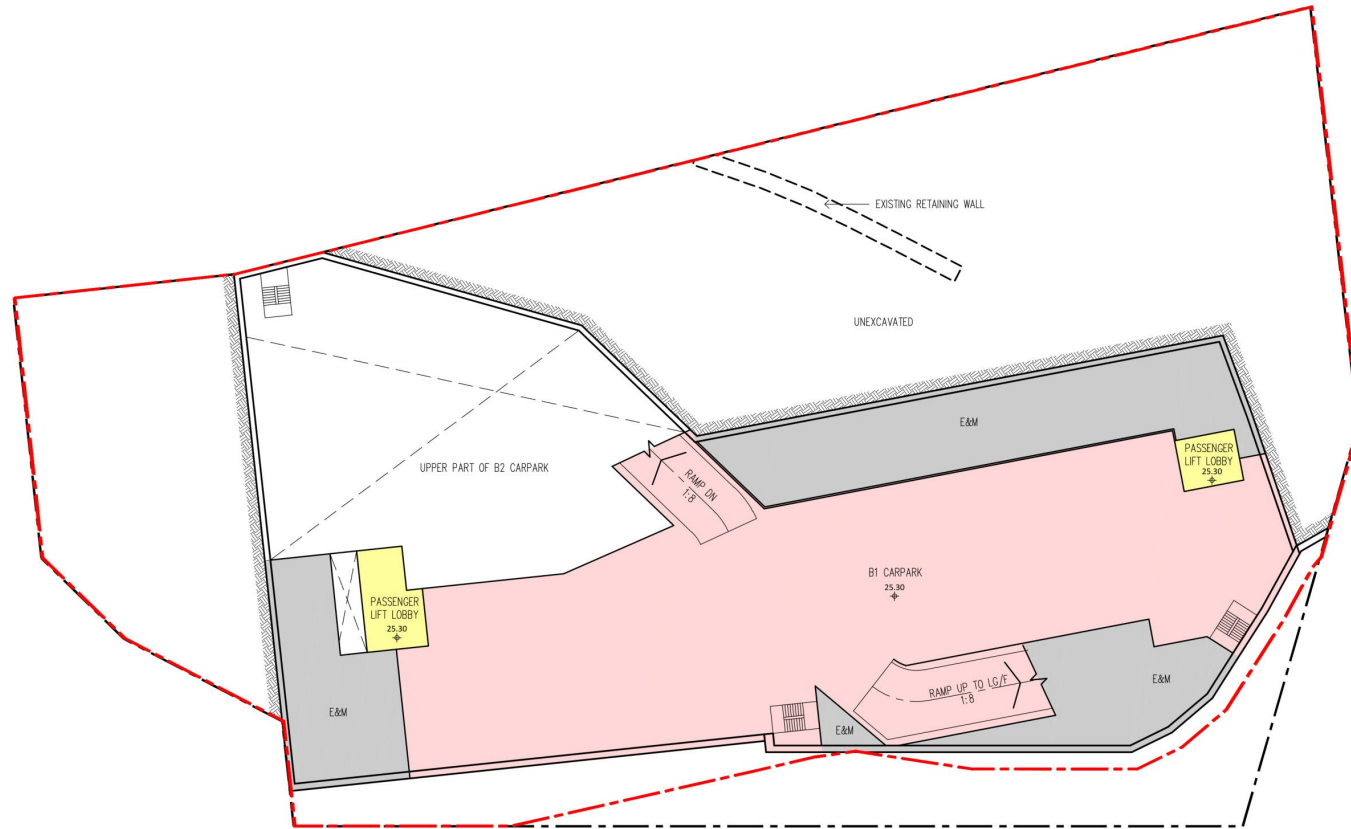 EXISTING RETAINING WALL
UNEXCAVATED
E&M
PASSENGER
LIFT LOBBY
25.30
UPPER PART OF B2 CARPARK
RAMP DN
1:8
B1 CARPARK
25.30
PASSENGER
LIFT LOBBY
25.30
E&M
RAMP UP TO LG/F
1:8
E&M
E&M